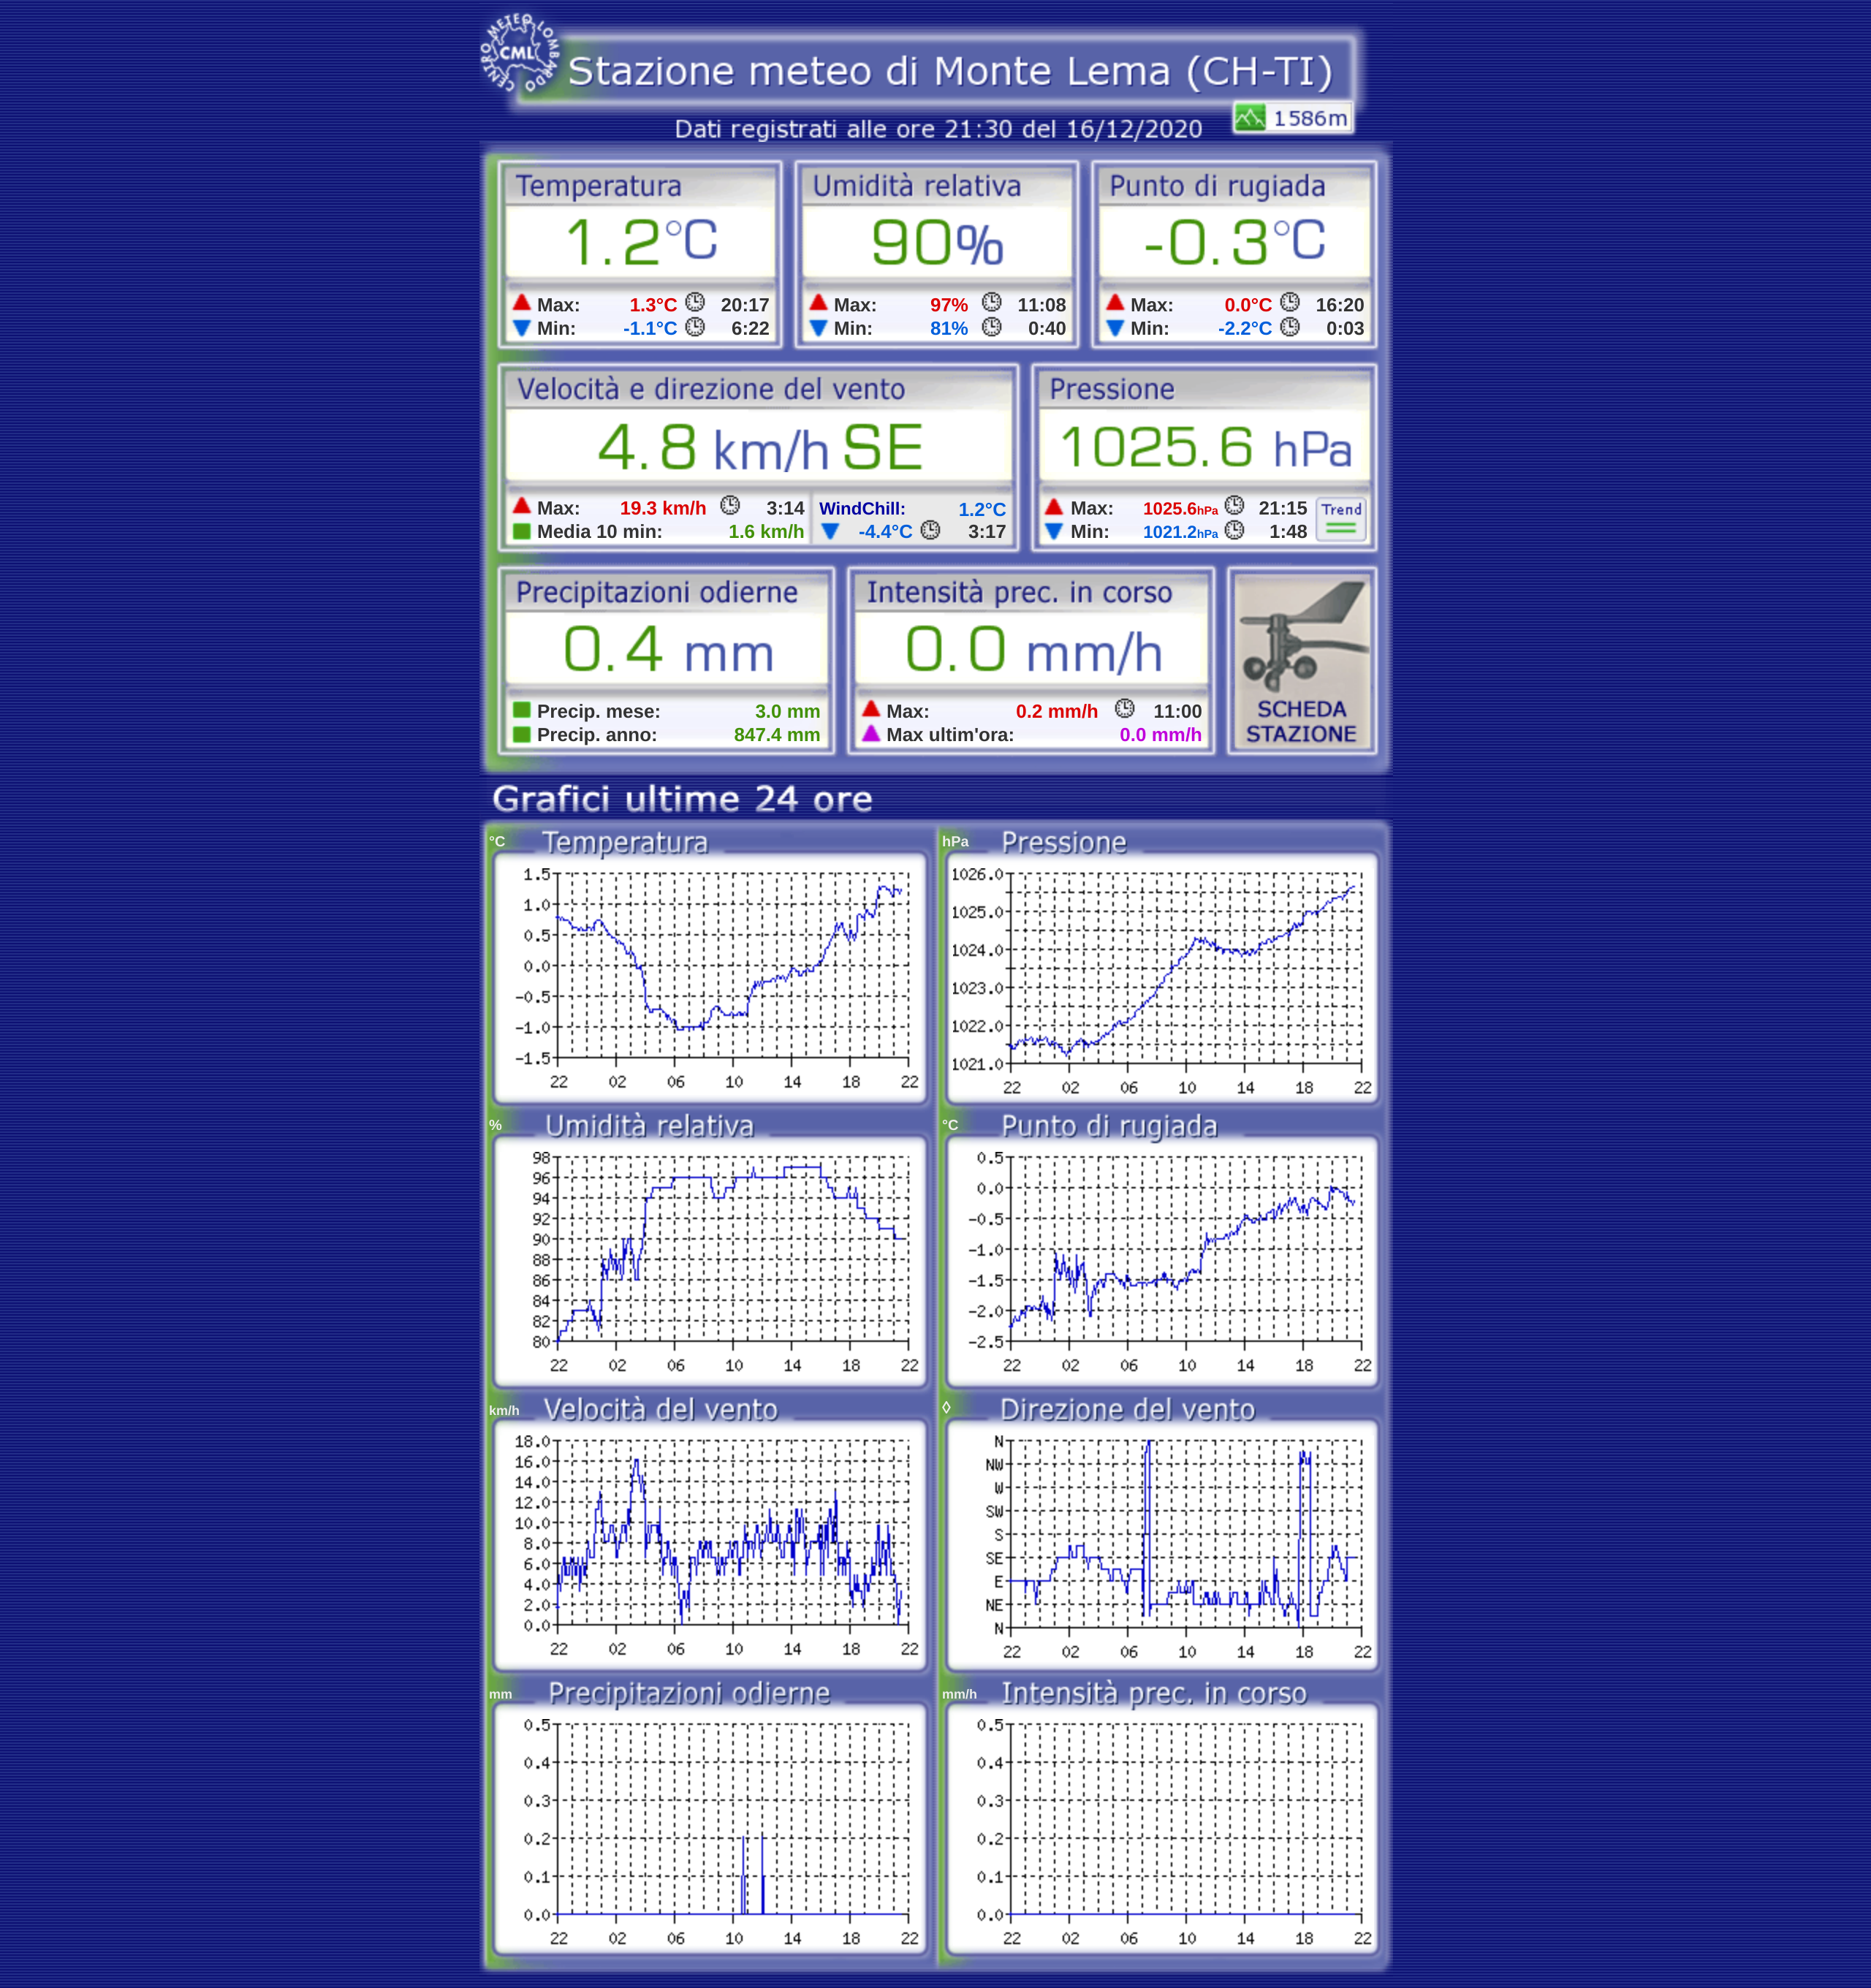 CENTRO METEO LOMBARDO
CML
Stazione meteo di Monte Lema (CH-TI)
1586m
Dati registrati alle ore 21:30 del 16/12/2020
Temperatura Umidità relativa Punto di rugiada
1.2°C 90% -0.3°C
Max: 1.3°C 20:17 Max: 97% 11:08 Max: 0.0°C 16:20
Min: -1.1°C 6:22 Min: 81% 0:40 Min: -2.2°C 0:03
Velocità e direzione del vento Pressione
4.8 km/h SE 1025.6 hPa
Max: 19.3 km/h 3:14 WindChill: 1.2°C Max: 1025.6hPa 21:15 Trend
Media 10 min: 1.6 km/h -4.4°C 3:17 Min: 1021.2hPa 1:48
Precipitazioni odierne Intensità prec. in corso
0.4 mm 0.0 mm/h
Precip. mese: 3.0 mm Max: 0.2 mm/h 11:00 SCHEDA
Precip. anno: 847.4 mm Max ultim'ora: 0.0 mm/h STAZIONE
Grafici ultime 24 ore
°C Temperatura
1.5
1.0
0.5
0.0
-0.5
-1.0
-1.5
22 02 06 10 14 18 22
hPa Pressione
1026.0
1025.0
1024.0
1023.0
1022.0
1021.0
22 02 06 10 14 18 22
% Umidità relativa
98
96
94
92
90
88
86
84
82
80
22 02 06 10 14 18 22
°C Punto di rugiada
0.5
0.0
-0.5
-1.0
-1.5
-2.0
-2.5
22 02 06 10 14 18 22
km/h Velocità del vento
18.0
16.0
14.0
12.0
10.0
8.0
6.0
4.0
2.0
0.0
22 02 06 10 14 18 22
◊ Direzione del vento
N
NW
W
SW
S
SE
E
NE
N
22 02 06 10 14 18 22
mm Precipitazioni odierne
0.5
0.4
0.3
0.2
0.1
0.0
22 02 06 10 14 18 22
mm/h Intensità prec. in corso
0.5
0.4
0.3
0.2
0.1
0.0
22 02 06 10 14 18 22